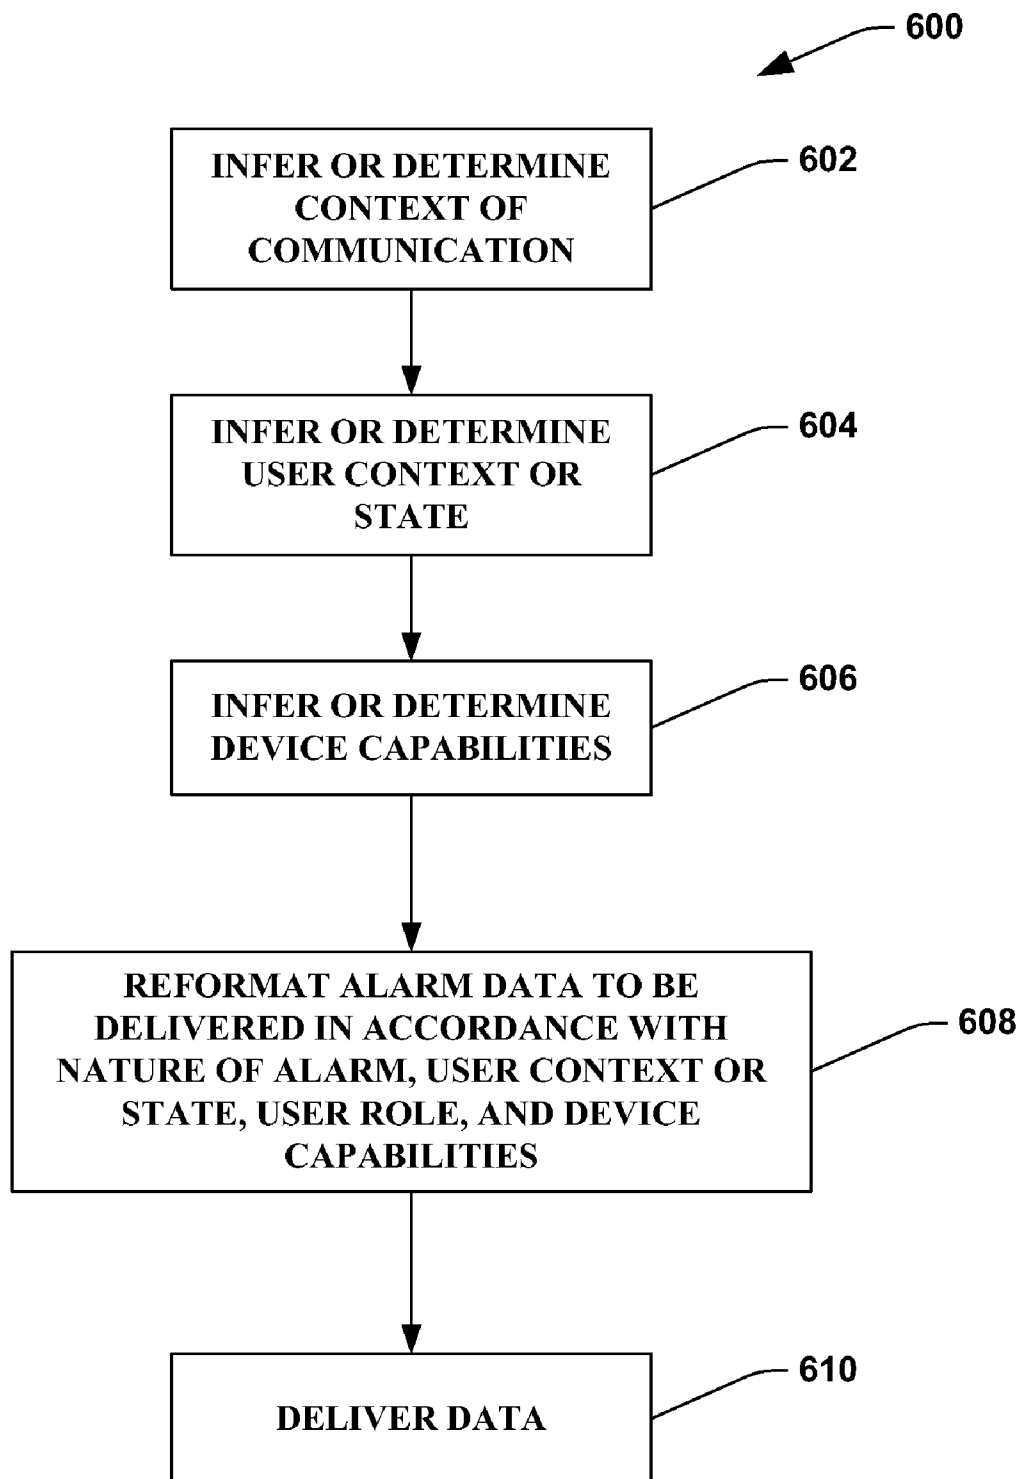 600
INFER OR DETERMINE
CONTEXT OF
COMMUNICATION
602
INFER OR DETERMINE
USER CONTEXT OR
STATE
604
INFER OR DETERMINE
DEVICE CAPABILITIES
606
REFORMAT ALARM DATA TO BE
DELIVERED IN ACCORDANCE WITH
NATURE OF ALARM, USER CONTEXT OR
STATE, USER ROLE, AND DEVICE
CAPABILITIES
608
DELIVER DATA
610